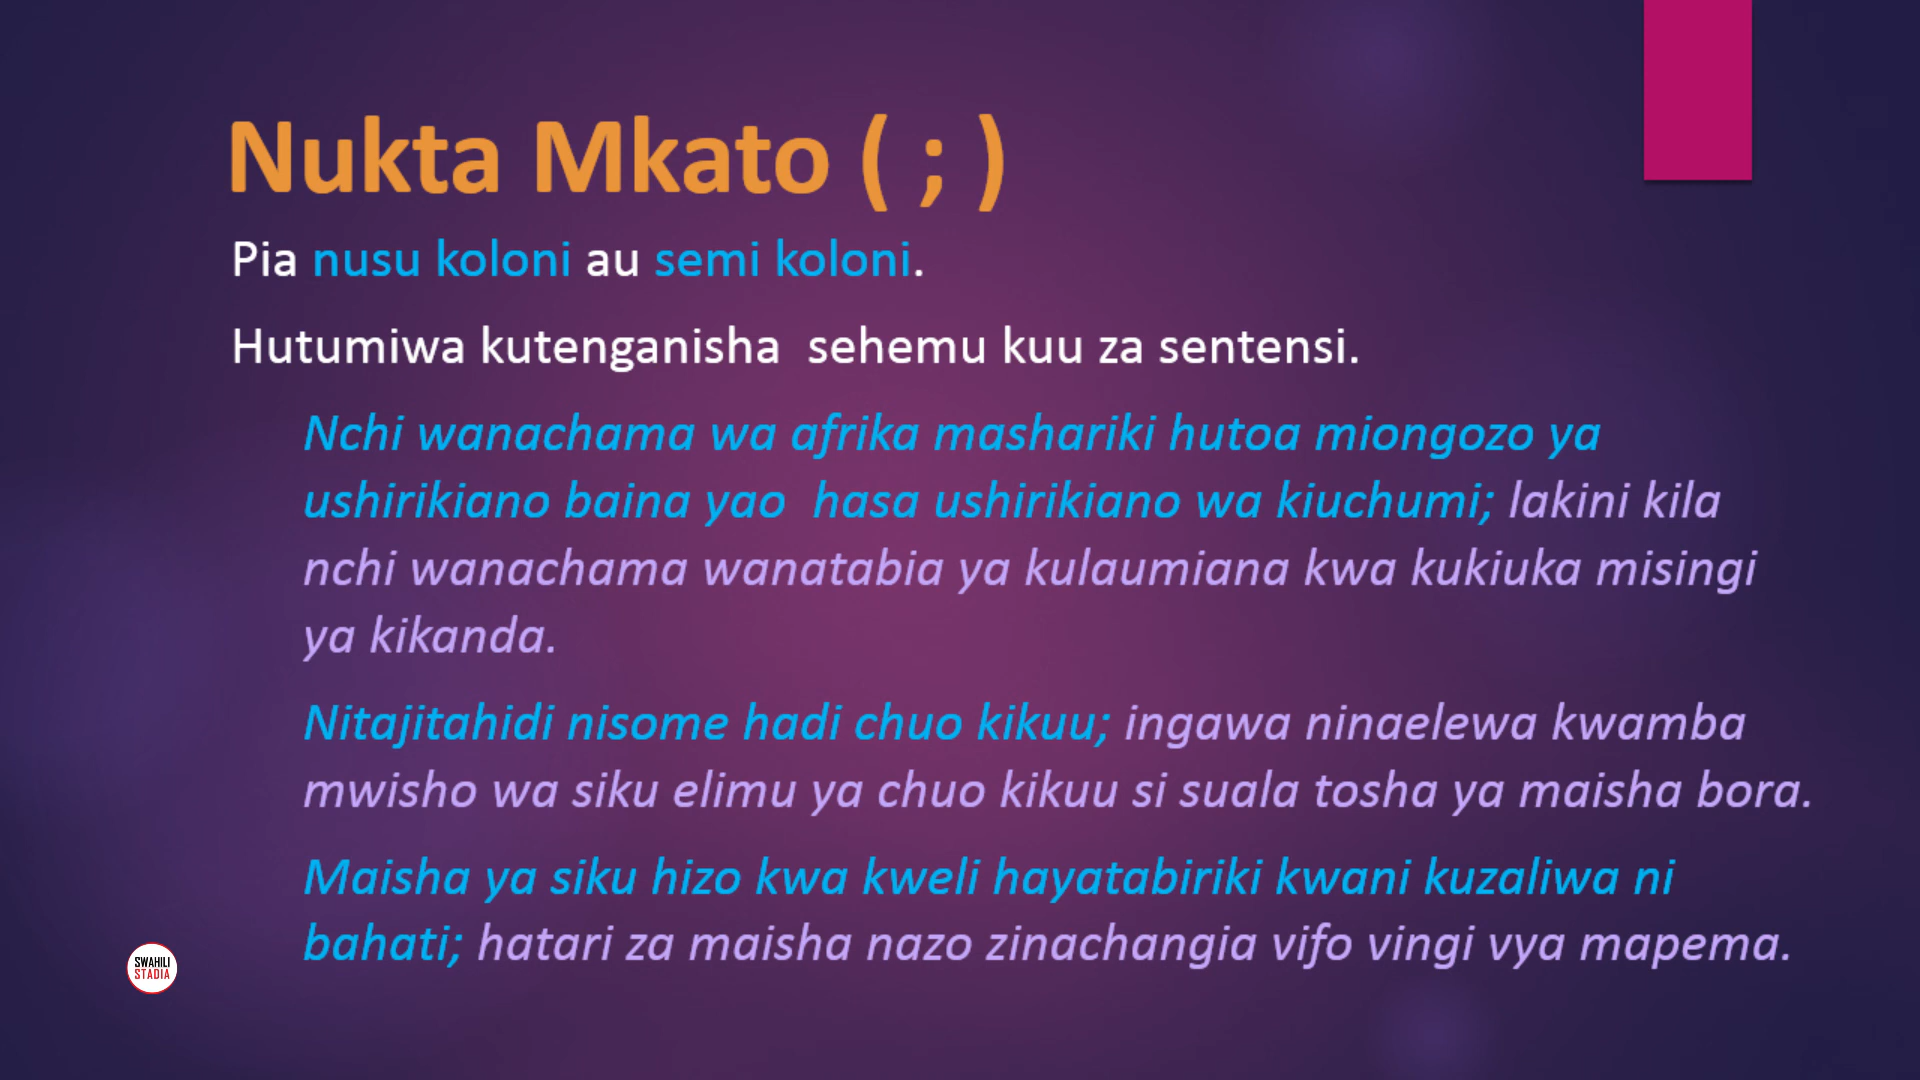 Nukta Mkato ( ; )
Pia nusu koloni au semi koloni.
Hutumiwa kutenganisha  sehemu kuu za sentensi.
Nchi wanachama wa afrika mashariki hutoa miongozo ya
ushirikiano baina yao  hasa ushirikiano wa kiuchumi; lakini kila
nchi wanachama wanatabia ya kulaumiana kwa kukiuka misingi
ya kikanda.
Nitajitahidi nisome hadi chuo kikuu; ingawa ninaelewa kwamba
mwisho wa siku elimu ya chuo kikuu si suala tosha ya maisha bora.
Maisha ya siku hizo kwa kweli hayatabiriki kwani kuzaliwa ni
bahati; hatari za maisha nazo zinachangia vifo vingi vya mapema.
SWAHILI
STADIA